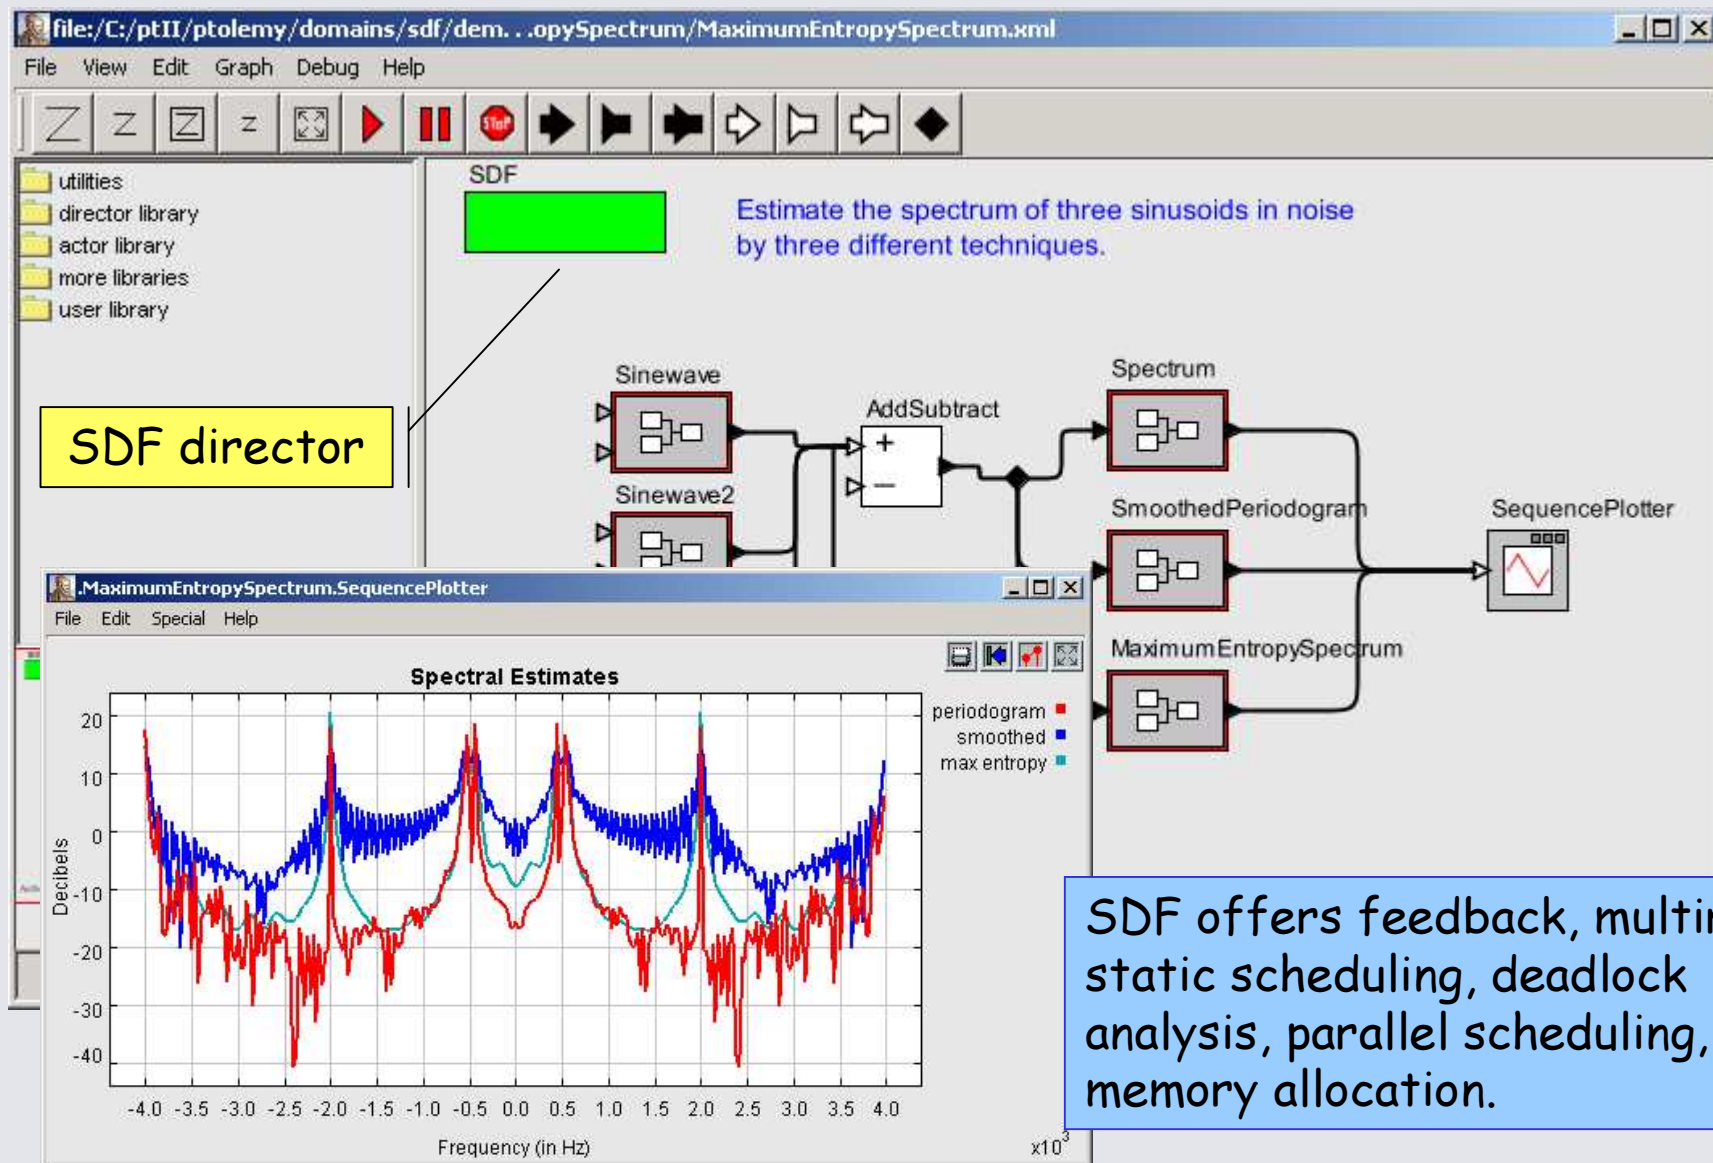 file:/C:/ptII/ptolemy/domains/sdf/dem. . .opySpectrum/MaximumEntropySpectrum.xml
File View Edit Graph Debug Help
STOP
utilities
director library
actor library
more libraries
user library
SDF
Estimate the spectrum of three sinusoids in noise
by three different techniques.
SDF director
Sinewave
Sinewave2
AddSubtract
+
−
Spectrum
SmoothedPeriodogram
MaximumEntropySpectrum
SequencePlotter
.MaximumEntropySpectrum.SequencePlotter
File Edit Special Help
Spectral Estimates
periodogram
smoothed
max entropy
Decibels
20
10
0
-10
-20
-30
-40
-4.0 -3.5 -3.0 -2.5 -2.0 -1.5 -1.0 -0.5 0.0 0.5 1.0 1.5 2.0 2.5 3.0 3.5 4.0
Frequency (in Hz)
x10³
SDF offers feedback,
static scheduling, deadlock
analysis, parallel scheduling,
memory allocation.